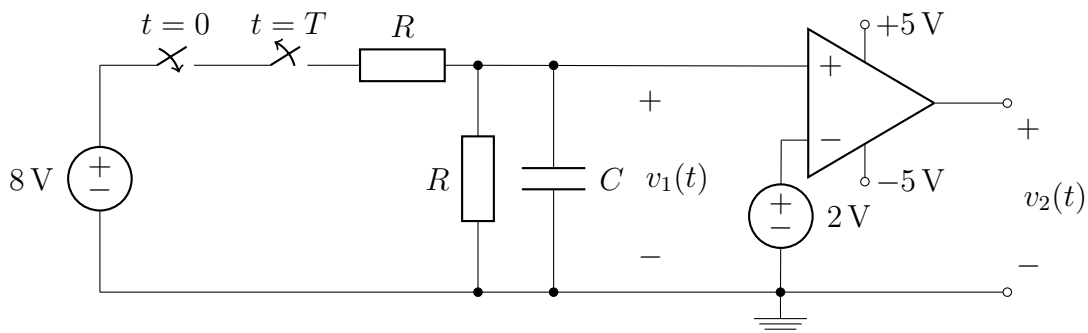 t = 0
t = T
R
+5 V
+
+
−
8 V
+
−
R
C
v₁(t)
−5 V
+
+
−
2 V
v₂(t)
−
−